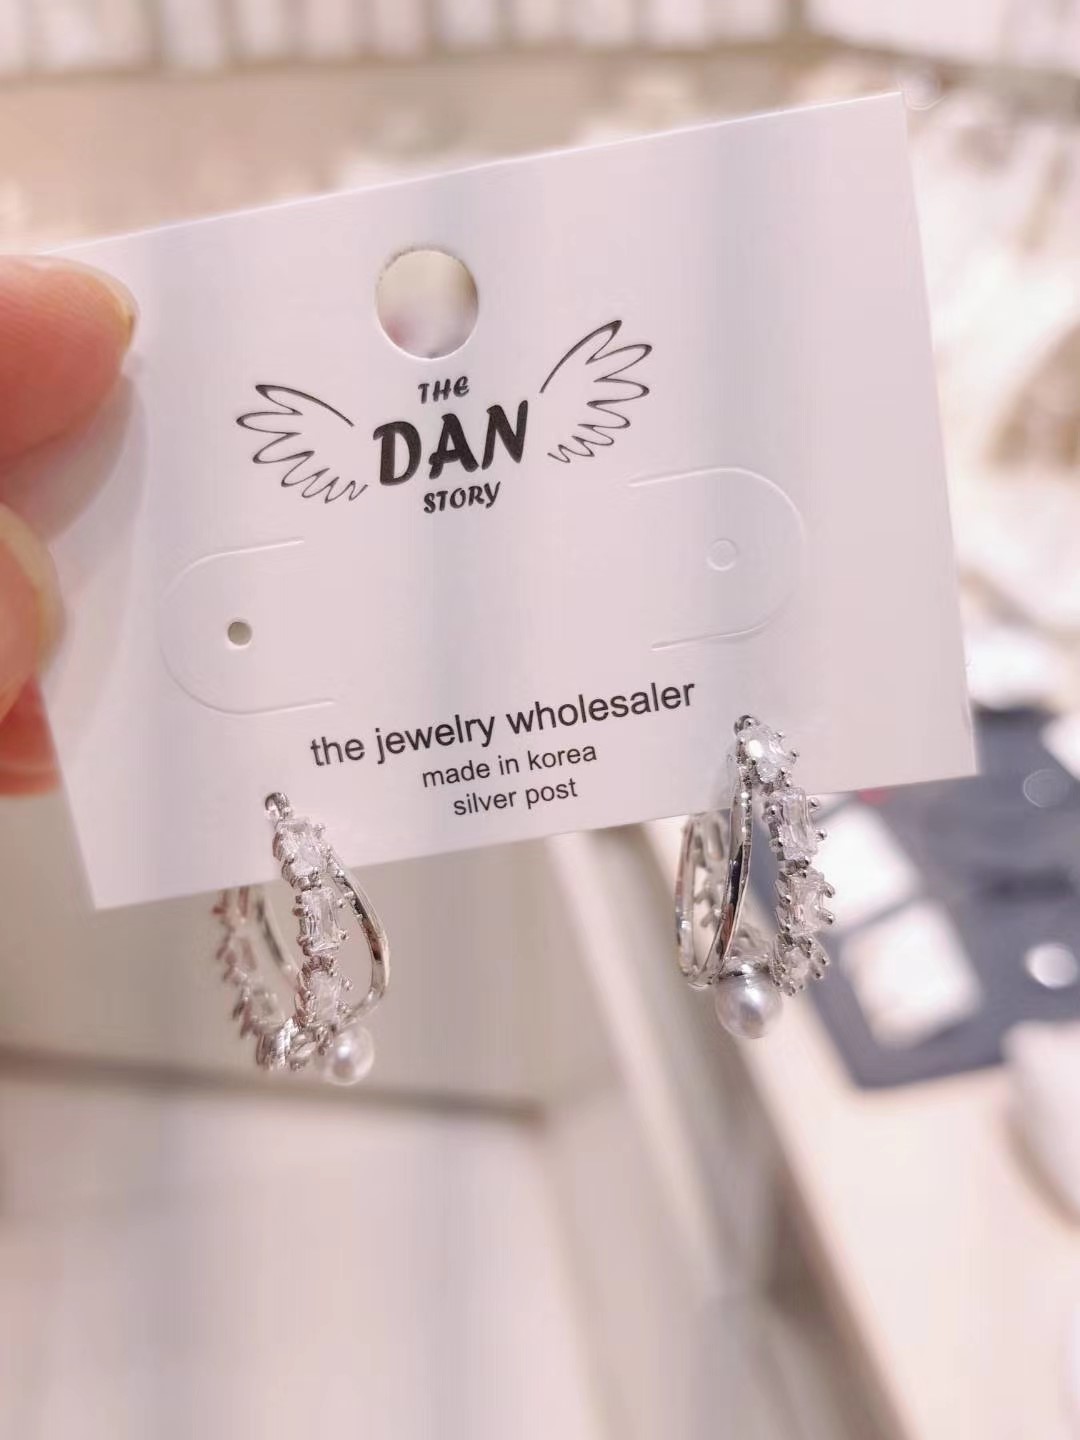 THE
DAN
STORY
the jewelry wholesaler
made in korea
silver post